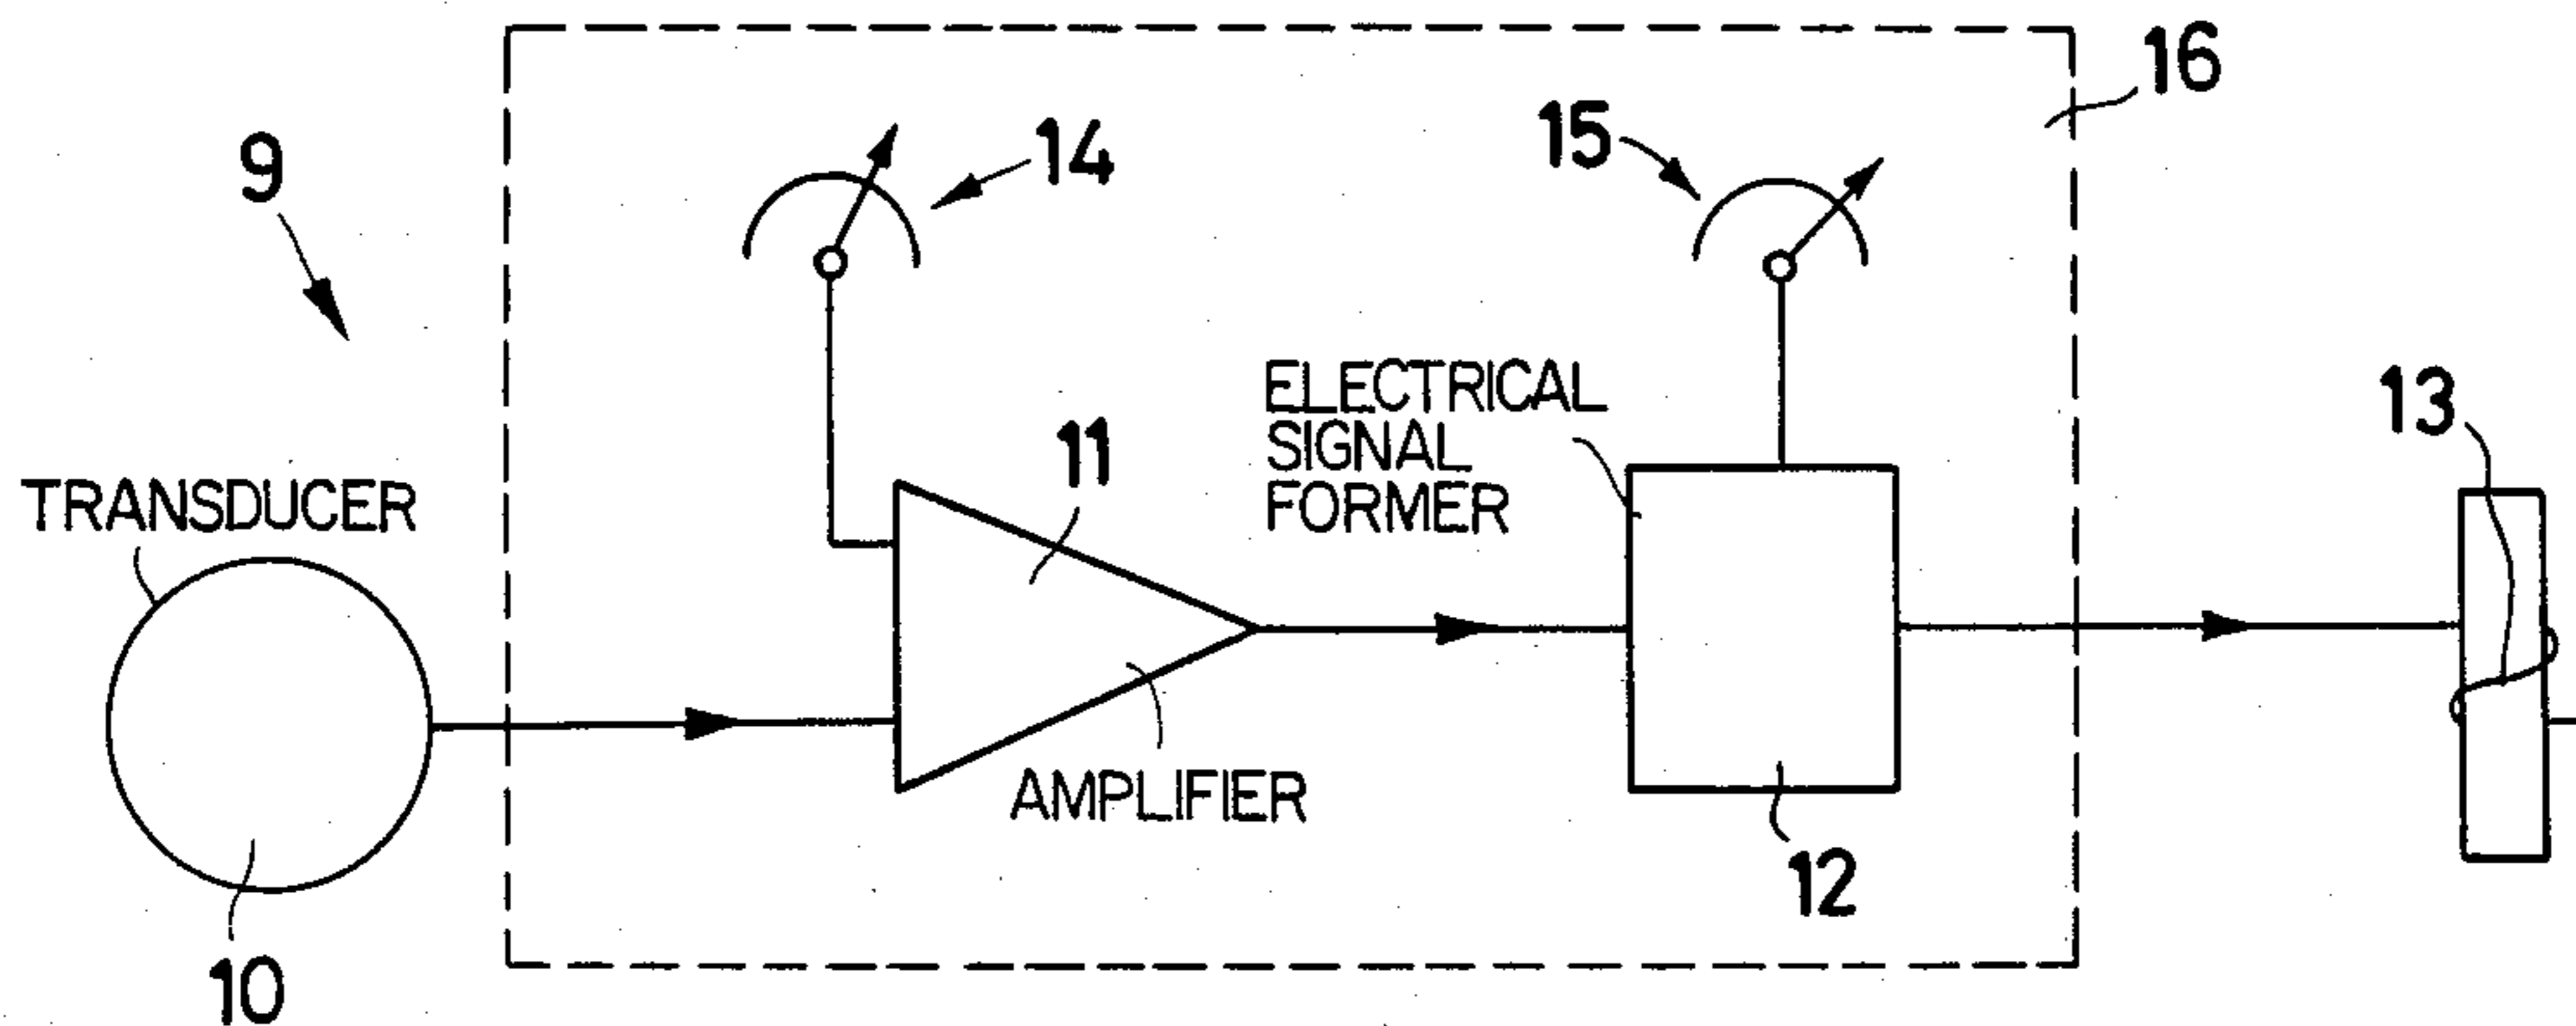 16
15
14
9
13
ELECTRICAL
SIGNAL
FORMER
11
TRANSDUCER
AMPLIFIER
12
10